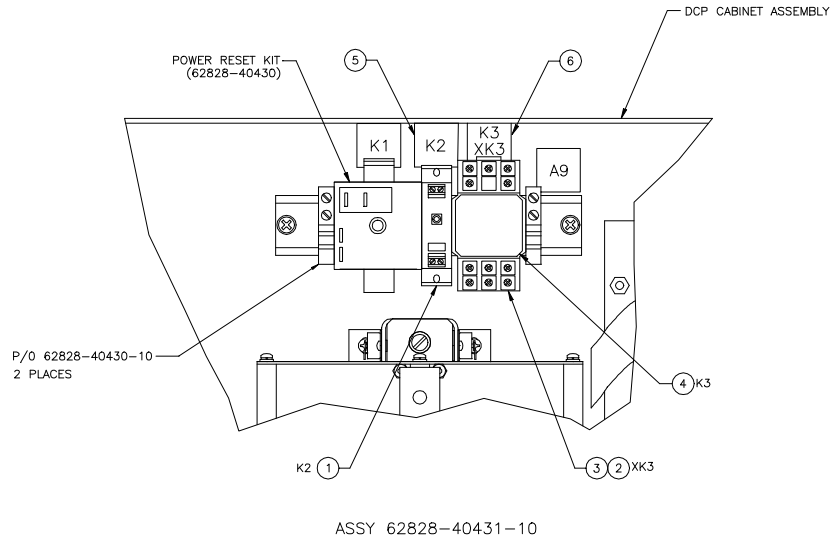 DCP CABINET ASSEMBLY
POWER RESET KIT
(62828-40430)
5
6
K1
K2
K3
XK3
A9
P/O 62828-40430-10
2 PLACES
4 K3
K2 1
3 2 XK3
ASSY 62828-40431-10